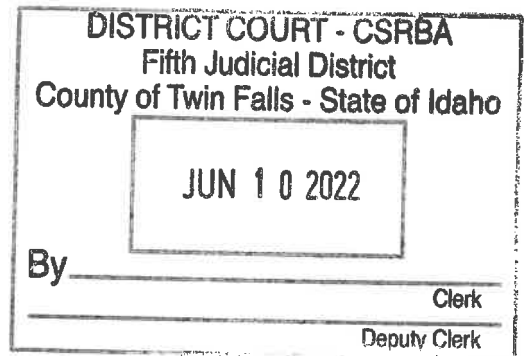 DISTRICT COURT - CSRBA
Fifth Judicial District
County of Twin Falls - State of Idaho
JUN 10 2022
By
Clerk
Deputy Clerk